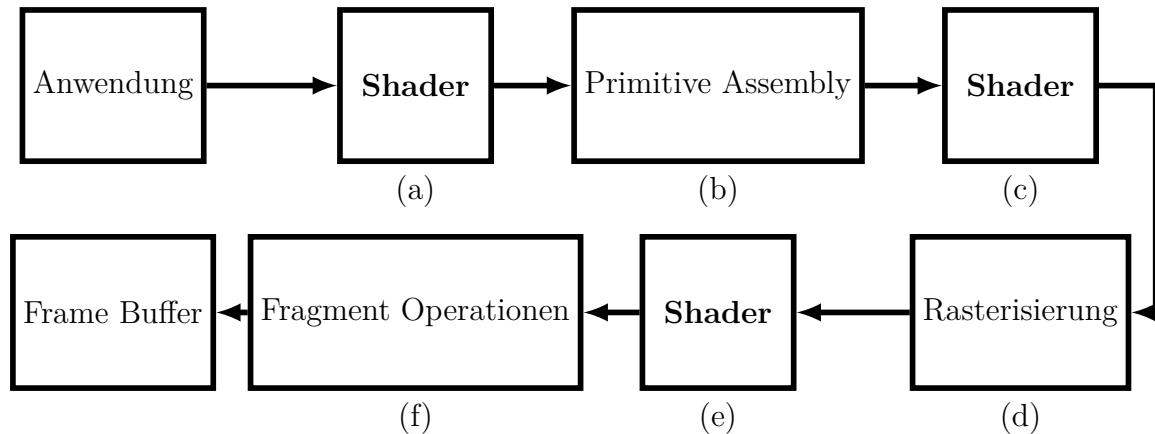 Anwendung
Shader
Primitive Assembly
Shader
(a)
(b)
(c)
Frame Buffer
Fragment Operationen
Shader
Rasterisierung
(f)
(e)
(d)